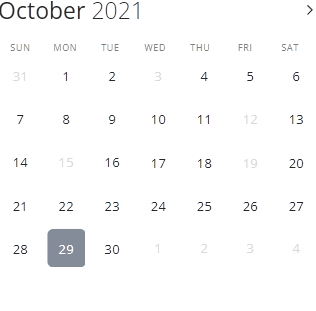 October 2021
SUN MON TUE WED THU FRI SAT
31 1 2 3 4 5 6
7 8 9 10 11 12 13
14 15 16 17 18 19 20
21 22 23 24 25 26 27
28 29 30 1 2 3 4